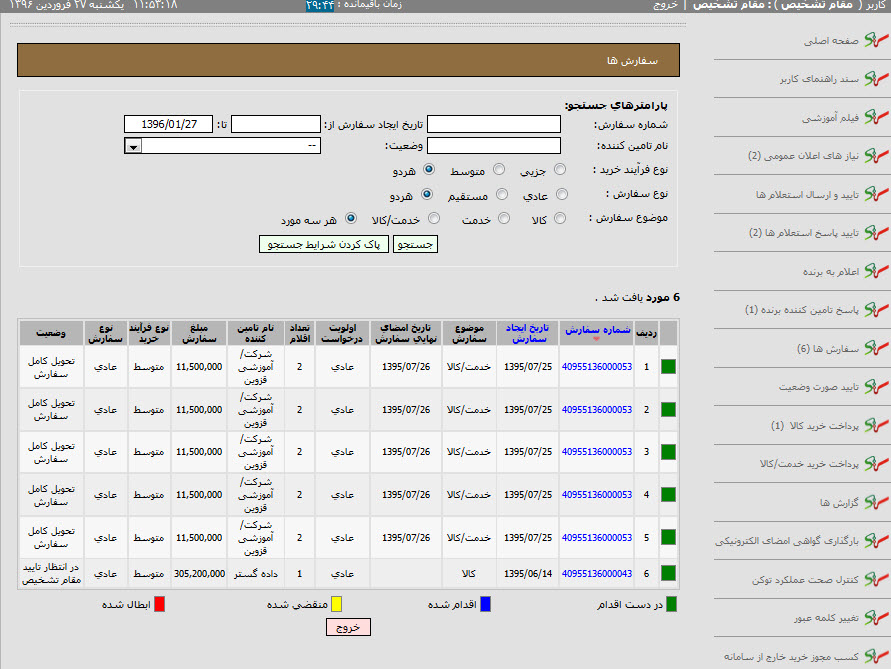 کاربر ( مقام تشخیص ) : مقام تشخیص | خروج زمان باقیمانده : ۲۹:۴۴ ۱۱:۵۳:۱۸ یکشنبه ۲۷ فروردین ۱۳۹۶
صفحه اصلی
سند راهنمای کاربر
فیلم آموزشی
نیاز های اعلان عمومی (2)
تایید و ارسال استعلام ها
تایید پاسخ استعلام ها (2)
اعلام به برنده
پاسخ تامین کننده برنده (1)
سفارش ها (6)
تایید صورت وضعیت
پرداخت خرید کالا (1)
پرداخت خرید خدمت/کالا
گزارش ها
بارگذاری گواهی امضای الکترونیکی
کنترل صحت عملکرد توکن
تغییر کلمه عبور
کسب مجوز خرید خارج از سامانه
سفارش ها
پارامترهاي جستجو:
شماره سفارش: تاریخ ایجاد سفارش از: تا: 1396/01/27
نام تامین کننده: وضعیت: --
نوع فرآیند خرید : جزیي متوسط هردو
نوع سفارش : عادي مستقیم هردو
موضوع سفارش : کالا خدمت خدمت/کالا هر سه مورد
جستجو پاک کردن شرایط جستجو
6 مورد یافت شد .
ردیف شماره سفارش تاریخ ایجاد سفارش موضوع سفارش تاریخ امضاي نهایي سفارش اولویت درخواست تعداد اقلام نام تامین کننده مبلغ سفارش نوع فرآیند خرید نوع سفارش وضعیت
1 40955136000053 1395/07/25 خدمت/کالا 1395/07/26 عادي 2 شرکت/آموزشی قزوین 11,500,000 متوسط عادي تحویل کامل سفارش
2 40955136000053 1395/07/25 خدمت/کالا 1395/07/26 عادي 2 شرکت/آموزشی قزوین 11,500,000 متوسط عادي تحویل کامل سفارش
3 40955136000053 1395/07/25 خدمت/کالا 1395/07/26 عادي 2 شرکت/آموزشی قزوین 11,500,000 متوسط عادي تحویل کامل سفارش
4 40955136000053 1395/07/25 خدمت/کالا 1395/07/26 عادي 2 شرکت/آموزشی قزوین 11,500,000 متوسط عادي تحویل کامل سفارش
5 40955136000053 1395/07/25 خدمت/کالا 1395/07/26 عادي 2 شرکت/آموزشی قزوین 11,500,000 متوسط عادي تحویل کامل سفارش
6 40955136000043 1395/06/14 کالا عادي 1 داده گستر 305,200,000 متوسط عادي در انتظار تایید مقام تشخیص
در دست اقدام اقدام شده منقضي شده ابطال شده
خروج